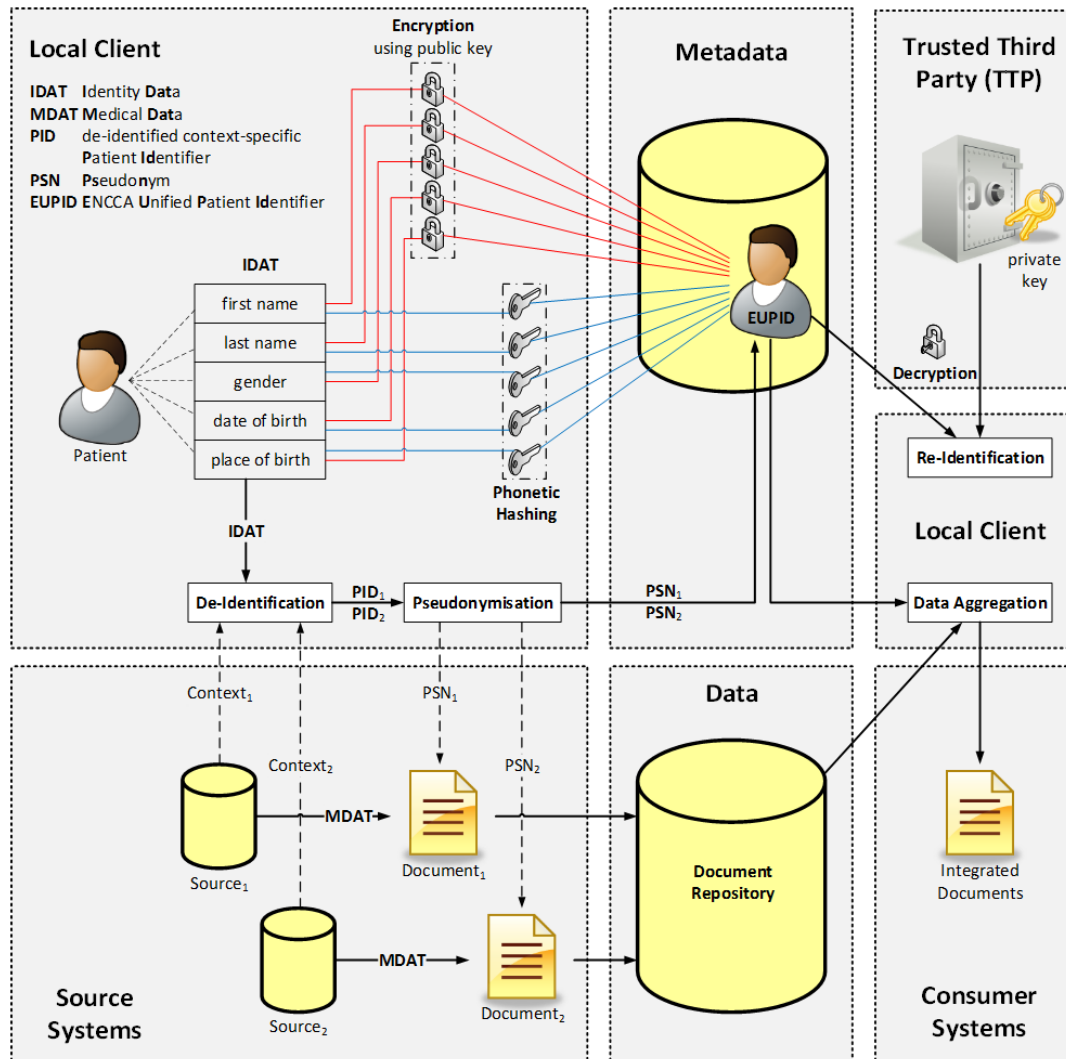 Local Client
IDAT Identity Data
MDAT Medical Data
PID de-identified context-specific
Patient Identifier
PSN Pseudonym
EUPID ENCCA Unified Patient Identifier
Encryption
using public key
IDAT
first name
last name
gender
date of birth
place of birth
Patient
Phonetic
Hashing
IDAT
De-Identification
PID1
PID2
Pseudonymisation
PSN1
PSN2
Metadata
EUPID
Trusted Third
Party (TTP)
private
key
Decryption
Re-Identification
Local Client
Data Aggregation
Context1
Context2
PSN1
PSN2
Source1
MDAT
Document1
Source2
MDAT
Document2
Source
Systems
Data
Document
Repository
Integrated
Documents
Consumer
Systems